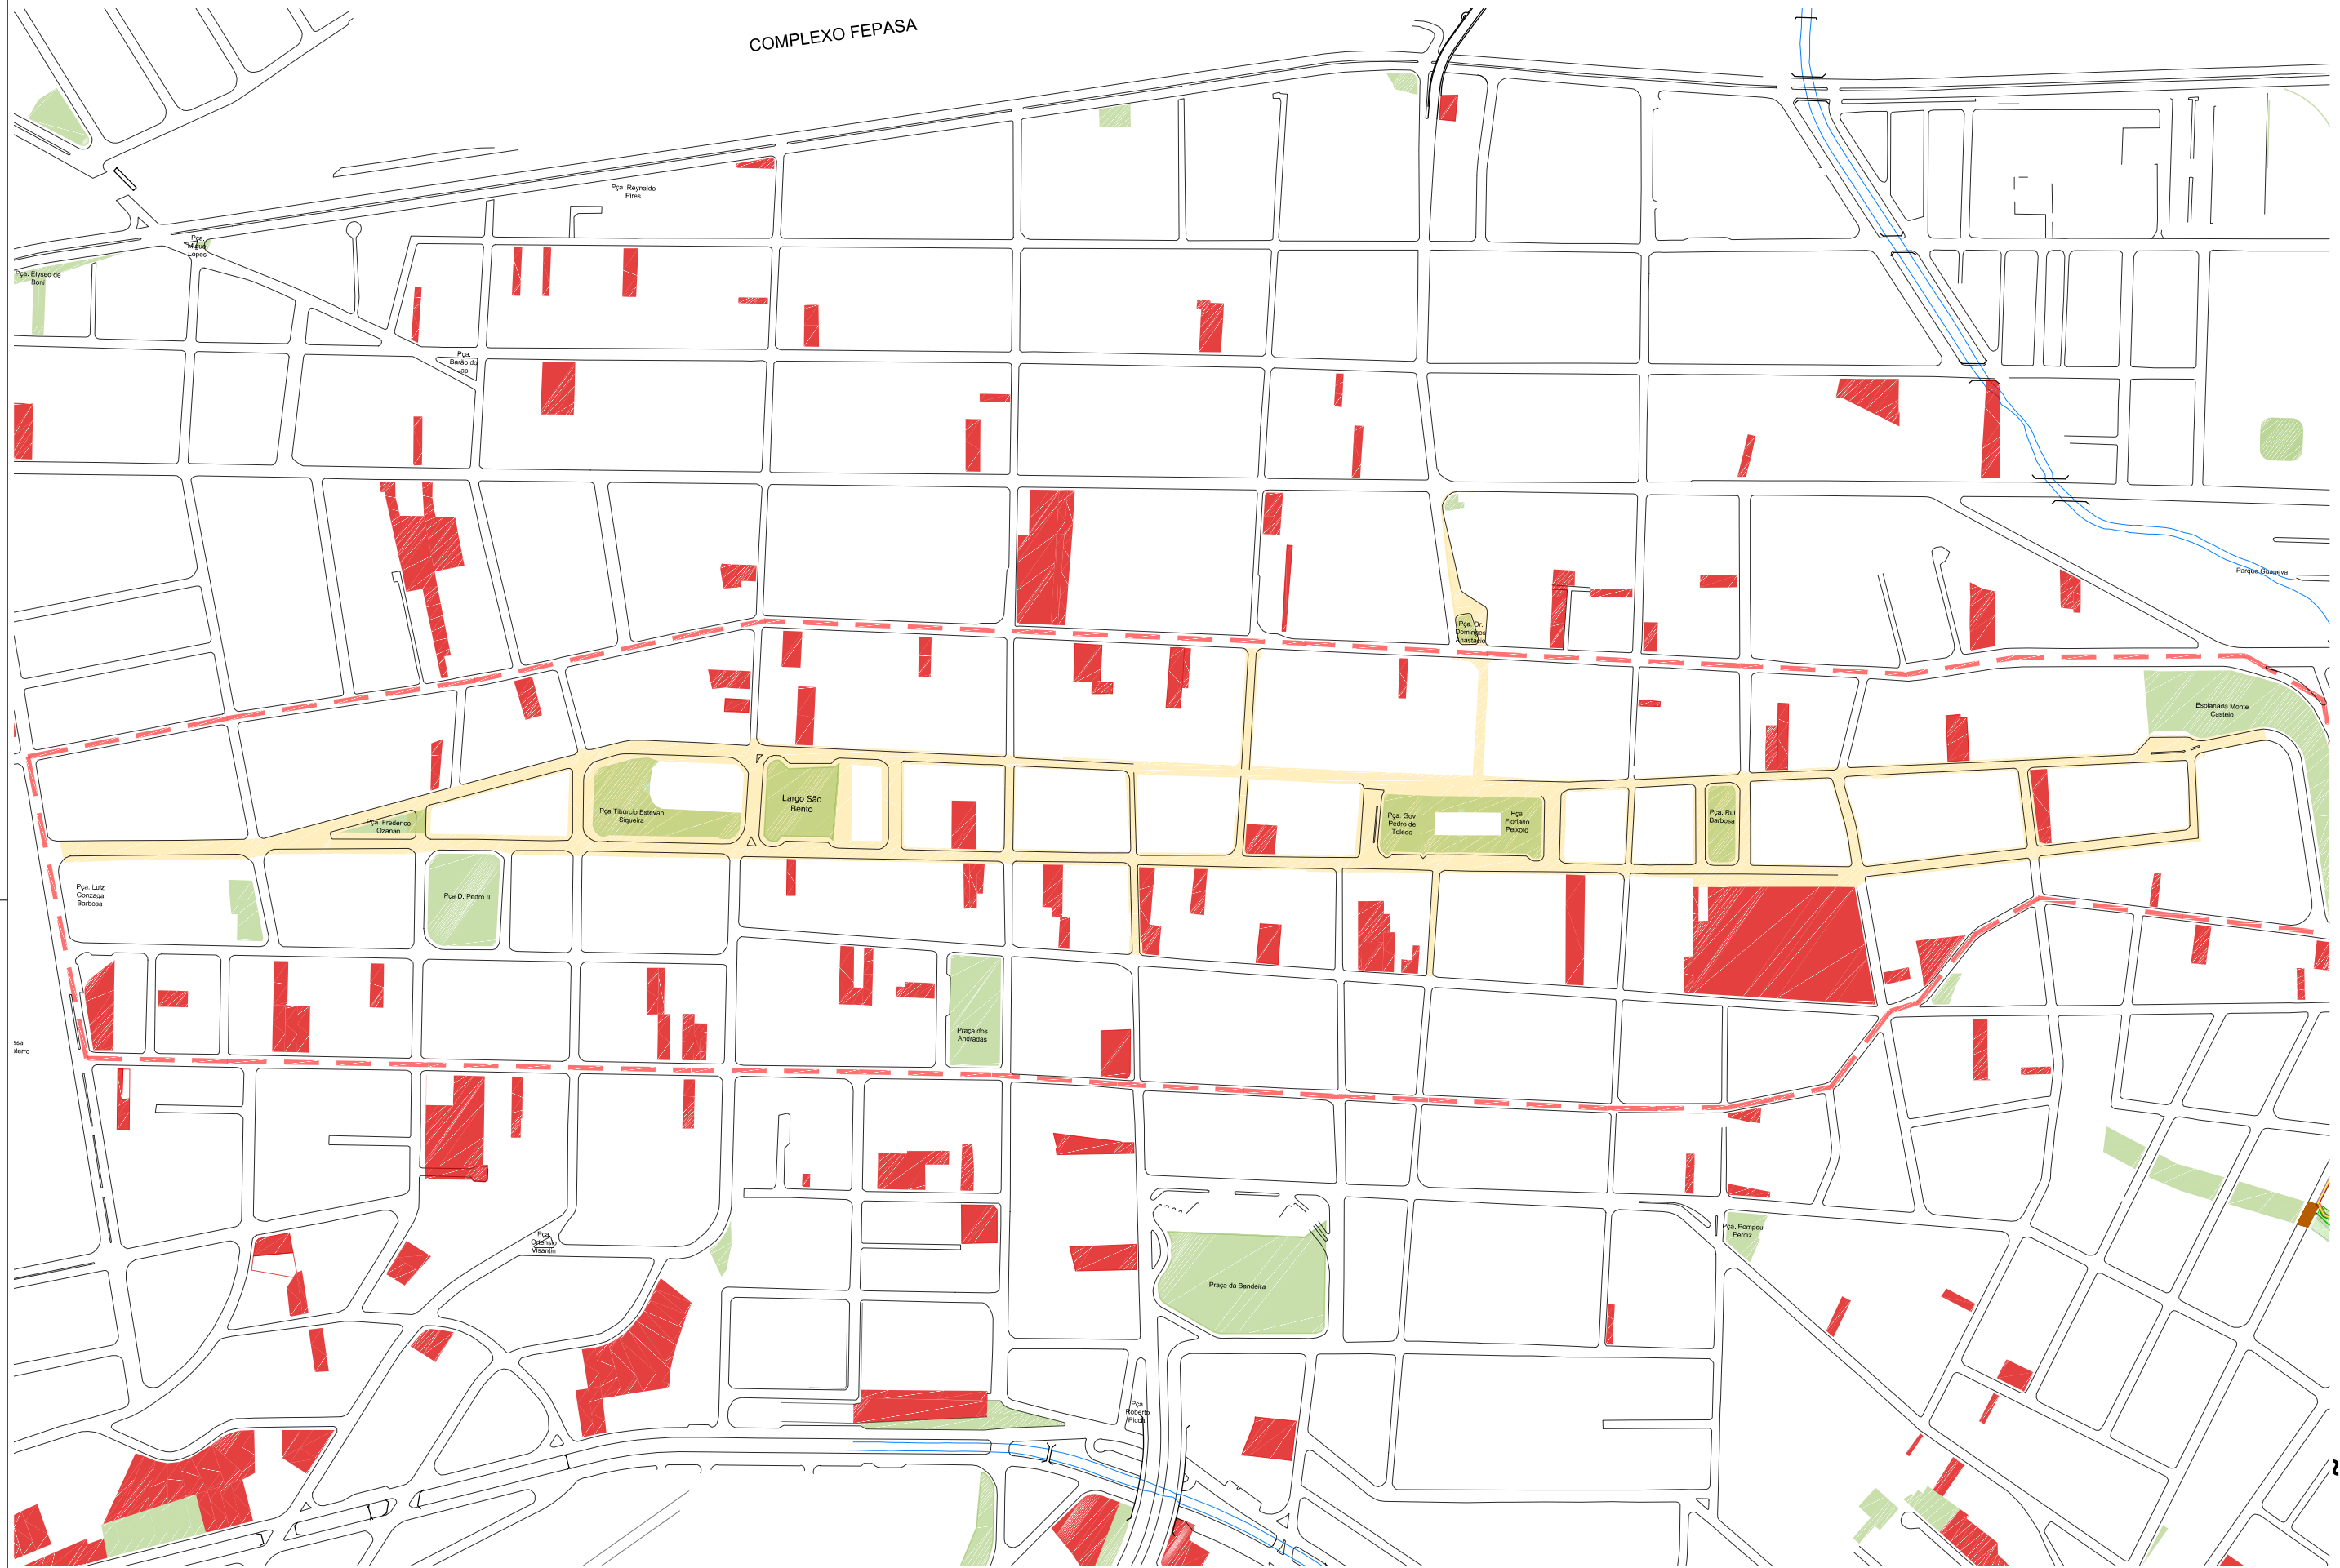 COMPLEXO FEPASA
Pça. Reynaldo
Pires
Pça.
Miguel
Lopes
Pça. Elyseo de
Boni
Pça.
Barão do
Japi
Parque Guapeva
Pça. Dr.
Domingos
Anastácio
Esplanada Monte
Castelo
Largo São
Bento
Pça Tibúrcio Estevan
Siqueira
Pça. Frederico
Ozanan
Pça. Gov.
Pedro de
Toledo
Pça.
Floriano
Peixoto
Pça. Rui
Barbosa
Pça. Luiz
Gonzaga
Barbosa
Pça D. Pedro II
Praça dos
Andradas
Pça.
Ortênsio
Visantin
Pça. Pompeu
Perdiz
Praça da Bandeira
Pça.
Roberto